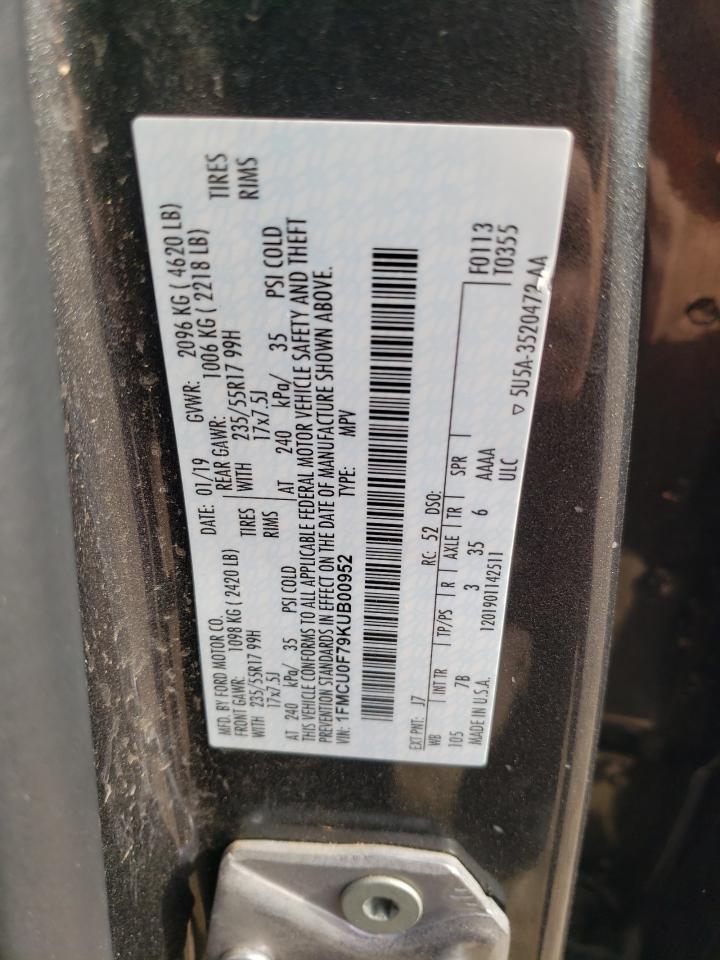 MFD. BY FORD MOTOR CO. DATE: 01/19 GVWR: 2096 KG ( 4620 LB)
FRONT GAWR: 1098 KG ( 2420 LB) REAR GAWR: 1006 KG ( 2218 LB)
WITH 235/55R17 99H TIRES WITH 235/55R17 99H TIRES
17x7.5J RIMS 17x7.5J RIMS
AT 240 kPa/ 35 PSI COLD AT 240 kPa/ 35 PSI COLD
THIS VEHICLE CONFORMS TO ALL APPLICABLE FEDERAL MOTOR VEHICLE SAFETY AND THEFT
PREVENTION STANDARDS IN EFFECT ON THE DATE OF MANUFACTURE SHOWN ABOVE.
VIN: 1FMCU0F79KUB00952 TYPE: MPV
EXT PNT: J7 RC: 52 DSO: F0113
WB INT TR TP/PS R AXLE TR SPR T0355
105 7B 3 35 6 AAAA
MADE IN U.S.A. 1201901142511 ULC
▽ 5U5A-3520472-AA